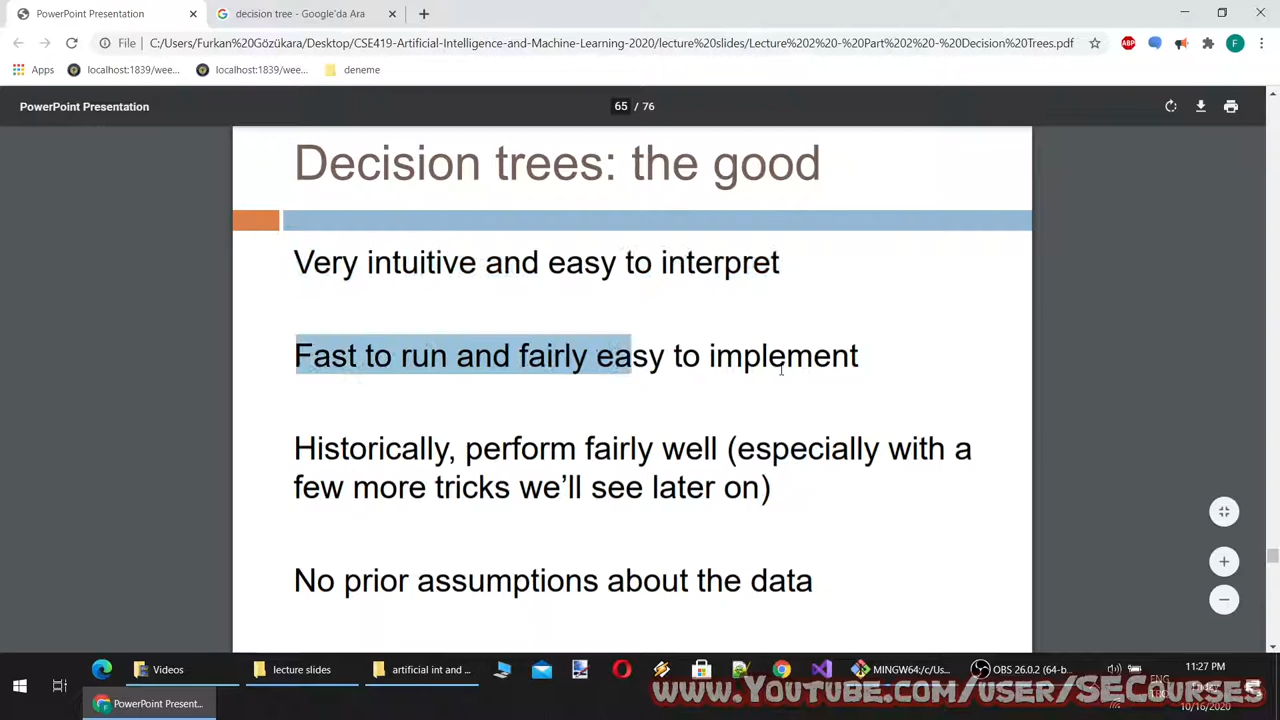 PowerPoint Presentation
decision tree - Google'da Ara
File
C:/Users/Furkan%20Gözükara/Desktop/CSE419-Artificial-Intelligence-and-Machine-Learning-2020/lecture%20slides/Lecture%202%20-%20Part%202%20-%20Decision%20Trees.pdf
ABP
F
Apps
localhost:1839/wee...
localhost:1839/wee...
deneme
PowerPoint Presentation
65 / 76
Decision trees: the good
Very intuitive and easy to interpret
Fast to run and fairly easy to implement
Historically, perform fairly well (especially with a
few more tricks we'll see later on)
No prior assumptions about the data
Videos
lecture slides
artificial int and ...
MINGW64:/c/Us...
OBS 26.0.2 (64-b...
ENG
11:27 PM
Friday
10/16/2020
PowerPoint Present...
www.Youtube.com/user/SECourses